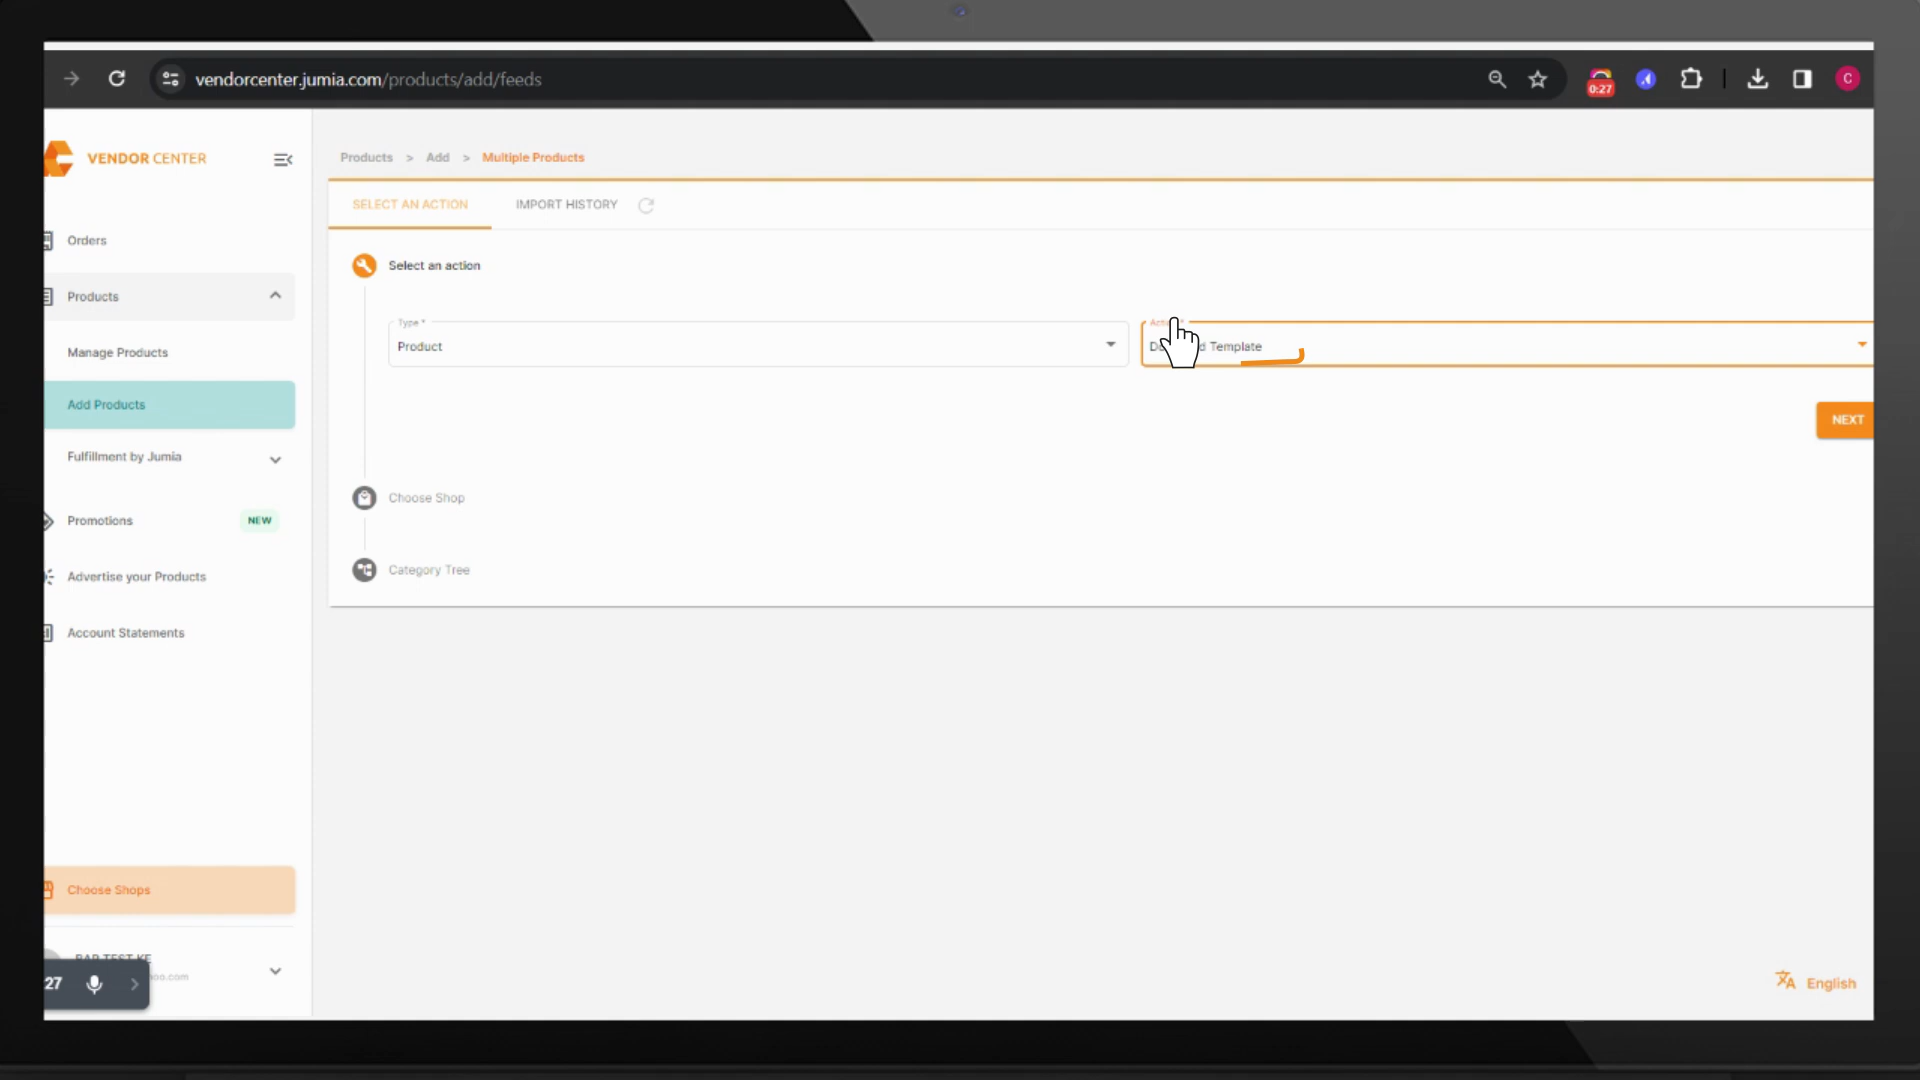 vendorcenter.jumia.com/products/add/feeds
0:27
C
VENDOR CENTER
Products > Add > Multiple Products
SELECT AN ACTION
IMPORT HISTORY
Orders
Products
Manage Products
Add Products
Fulfillment by Jumia
Promotions
NEW
Advertise your Products
Account Statements
Select an action
Type *
Product
Template
NEXT
Choose Shop
Category Tree
Choose Shops
27
English